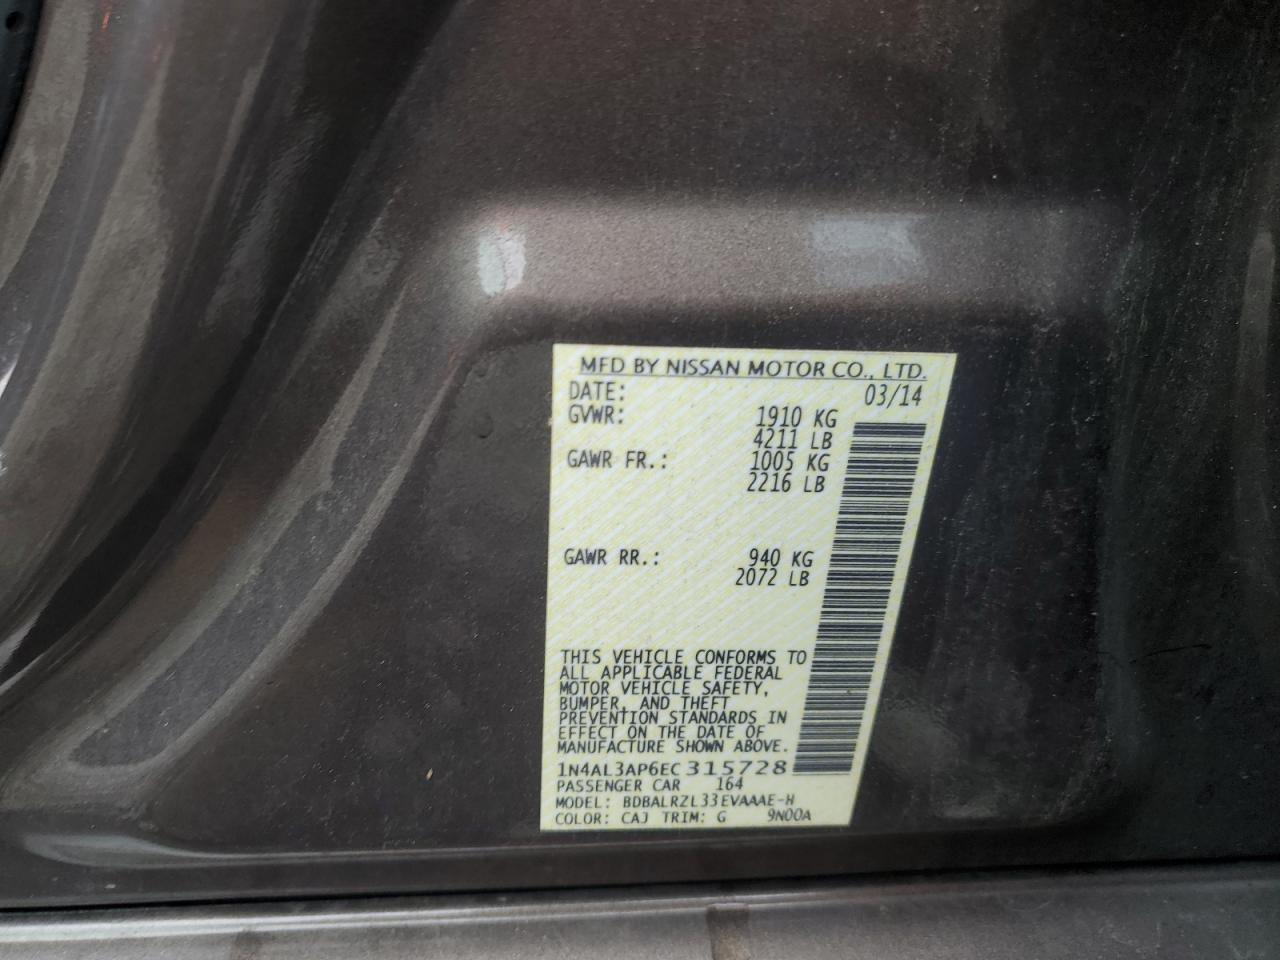 MFD BY NISSAN MOTOR CO., LTD.
DATE: 03/14
GVWR: 1910 KG
4211 LB
GAWR FR.: 1005 KG
2216 LB
GAWR RR.: 940 KG
2072 LB
THIS VEHICLE CONFORMS TO
ALL APPLICABLE FEDERAL
MOTOR VEHICLE SAFETY,
BUMPER, AND THEFT
PREVENTION STANDARDS IN
EFFECT ON THE DATE OF
MANUFACTURE SHOWN ABOVE.
1N4AL3AP6EC315728
PASSENGER CAR 164
MODEL: BDBALRZL33EVAAAE-H
COLOR: CAJ TRIM: G 9N00A